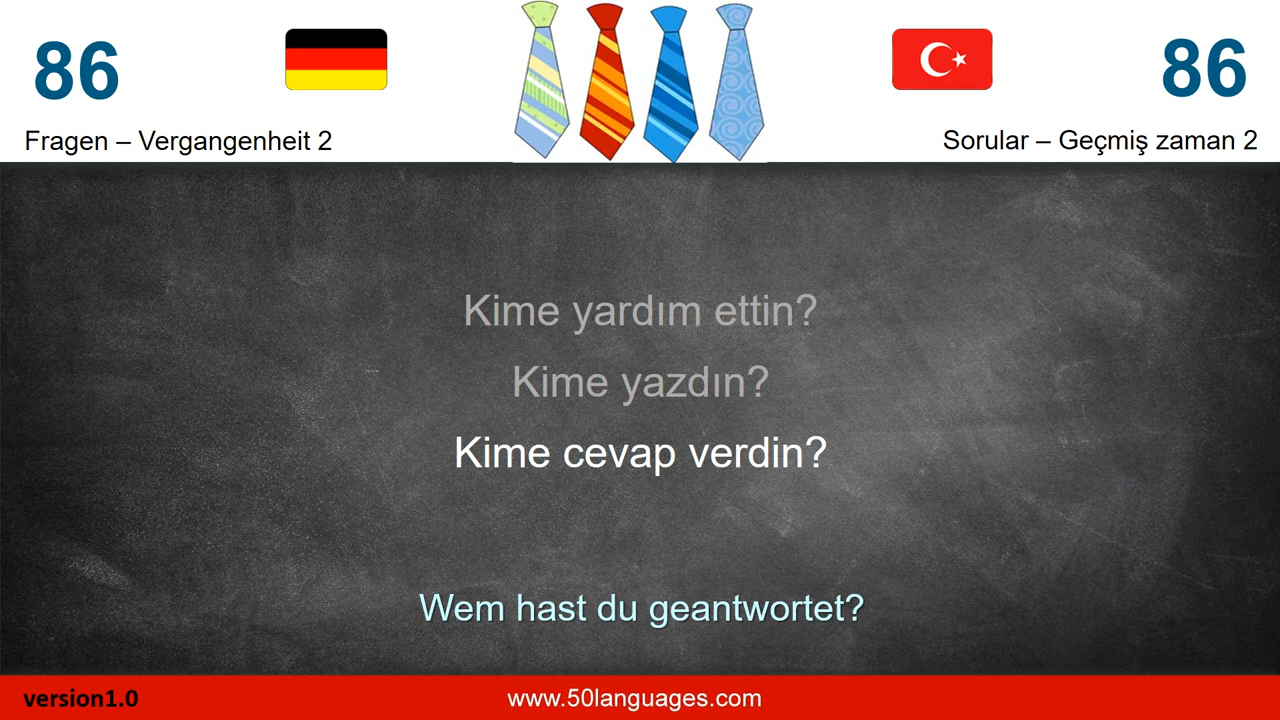 86
86
Fragen – Vergangenheit 2
Sorular – Geçmiş zaman 2
Kime yardım ettin?
Kime yazdın?
Kime cevap verdin?
Wem hast du geantwortet?
version1.0
www.50languages.com